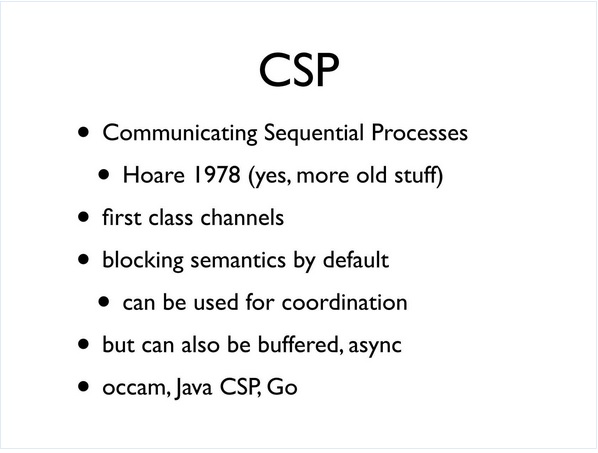 CSP
• Communicating Sequential Processes
• Hoare 1978 (yes, more old stuff)
• first class channels
• blocking semantics by default
• can be used for coordination
• but can also be buffered, async
• occam, Java CSP, Go